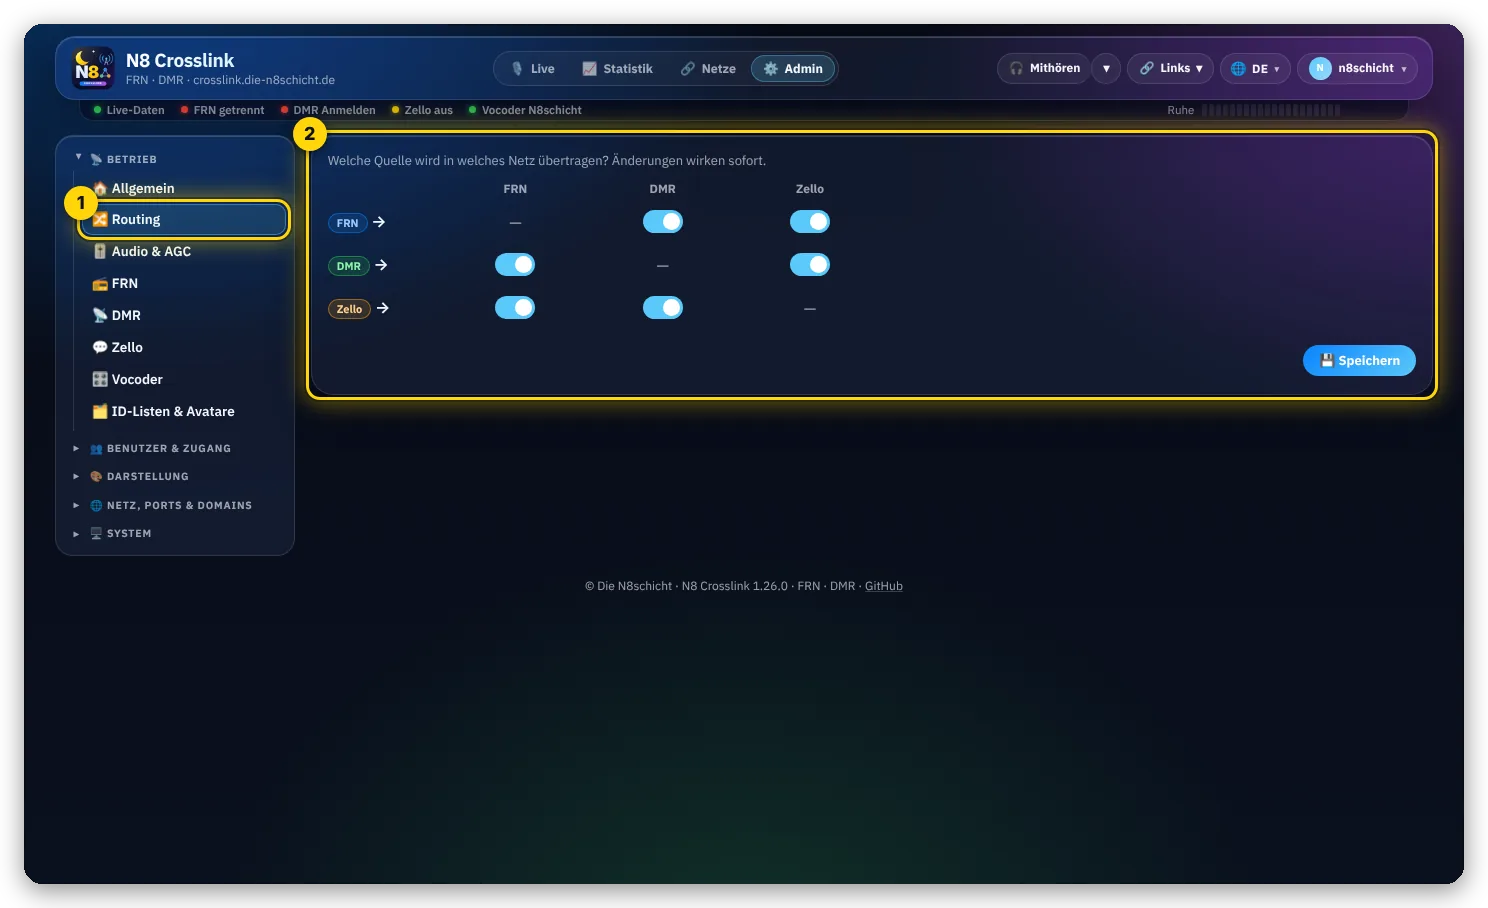 N8 Crosslink
FRN · DMR · crosslink.die-n8schicht.de
Live Statistik Netze Admin
Mithören ▾ Links ▾ DE ▾ N n8schicht ▾
Live-Daten FRN getrennt DMR Anmelden Zello aus Vocoder N8schicht
Ruhe
1
2
BETRIEB
Allgemein
Routing
Audio & AGC
FRN
DMR
Zello
Vocoder
ID-Listen & Avatare
BENUTZER & ZUGANG
DARSTELLUNG
NETZ, PORTS & DOMAINS
SYSTEM
Welche Quelle wird in welches Netz übertragen? Änderungen wirken sofort.
FRN DMR Zello
FRN → —
DMR → —
Zello → —
Speichern
© Die N8schicht · N8 Crosslink 1.26.0 · FRN · DMR · GitHub